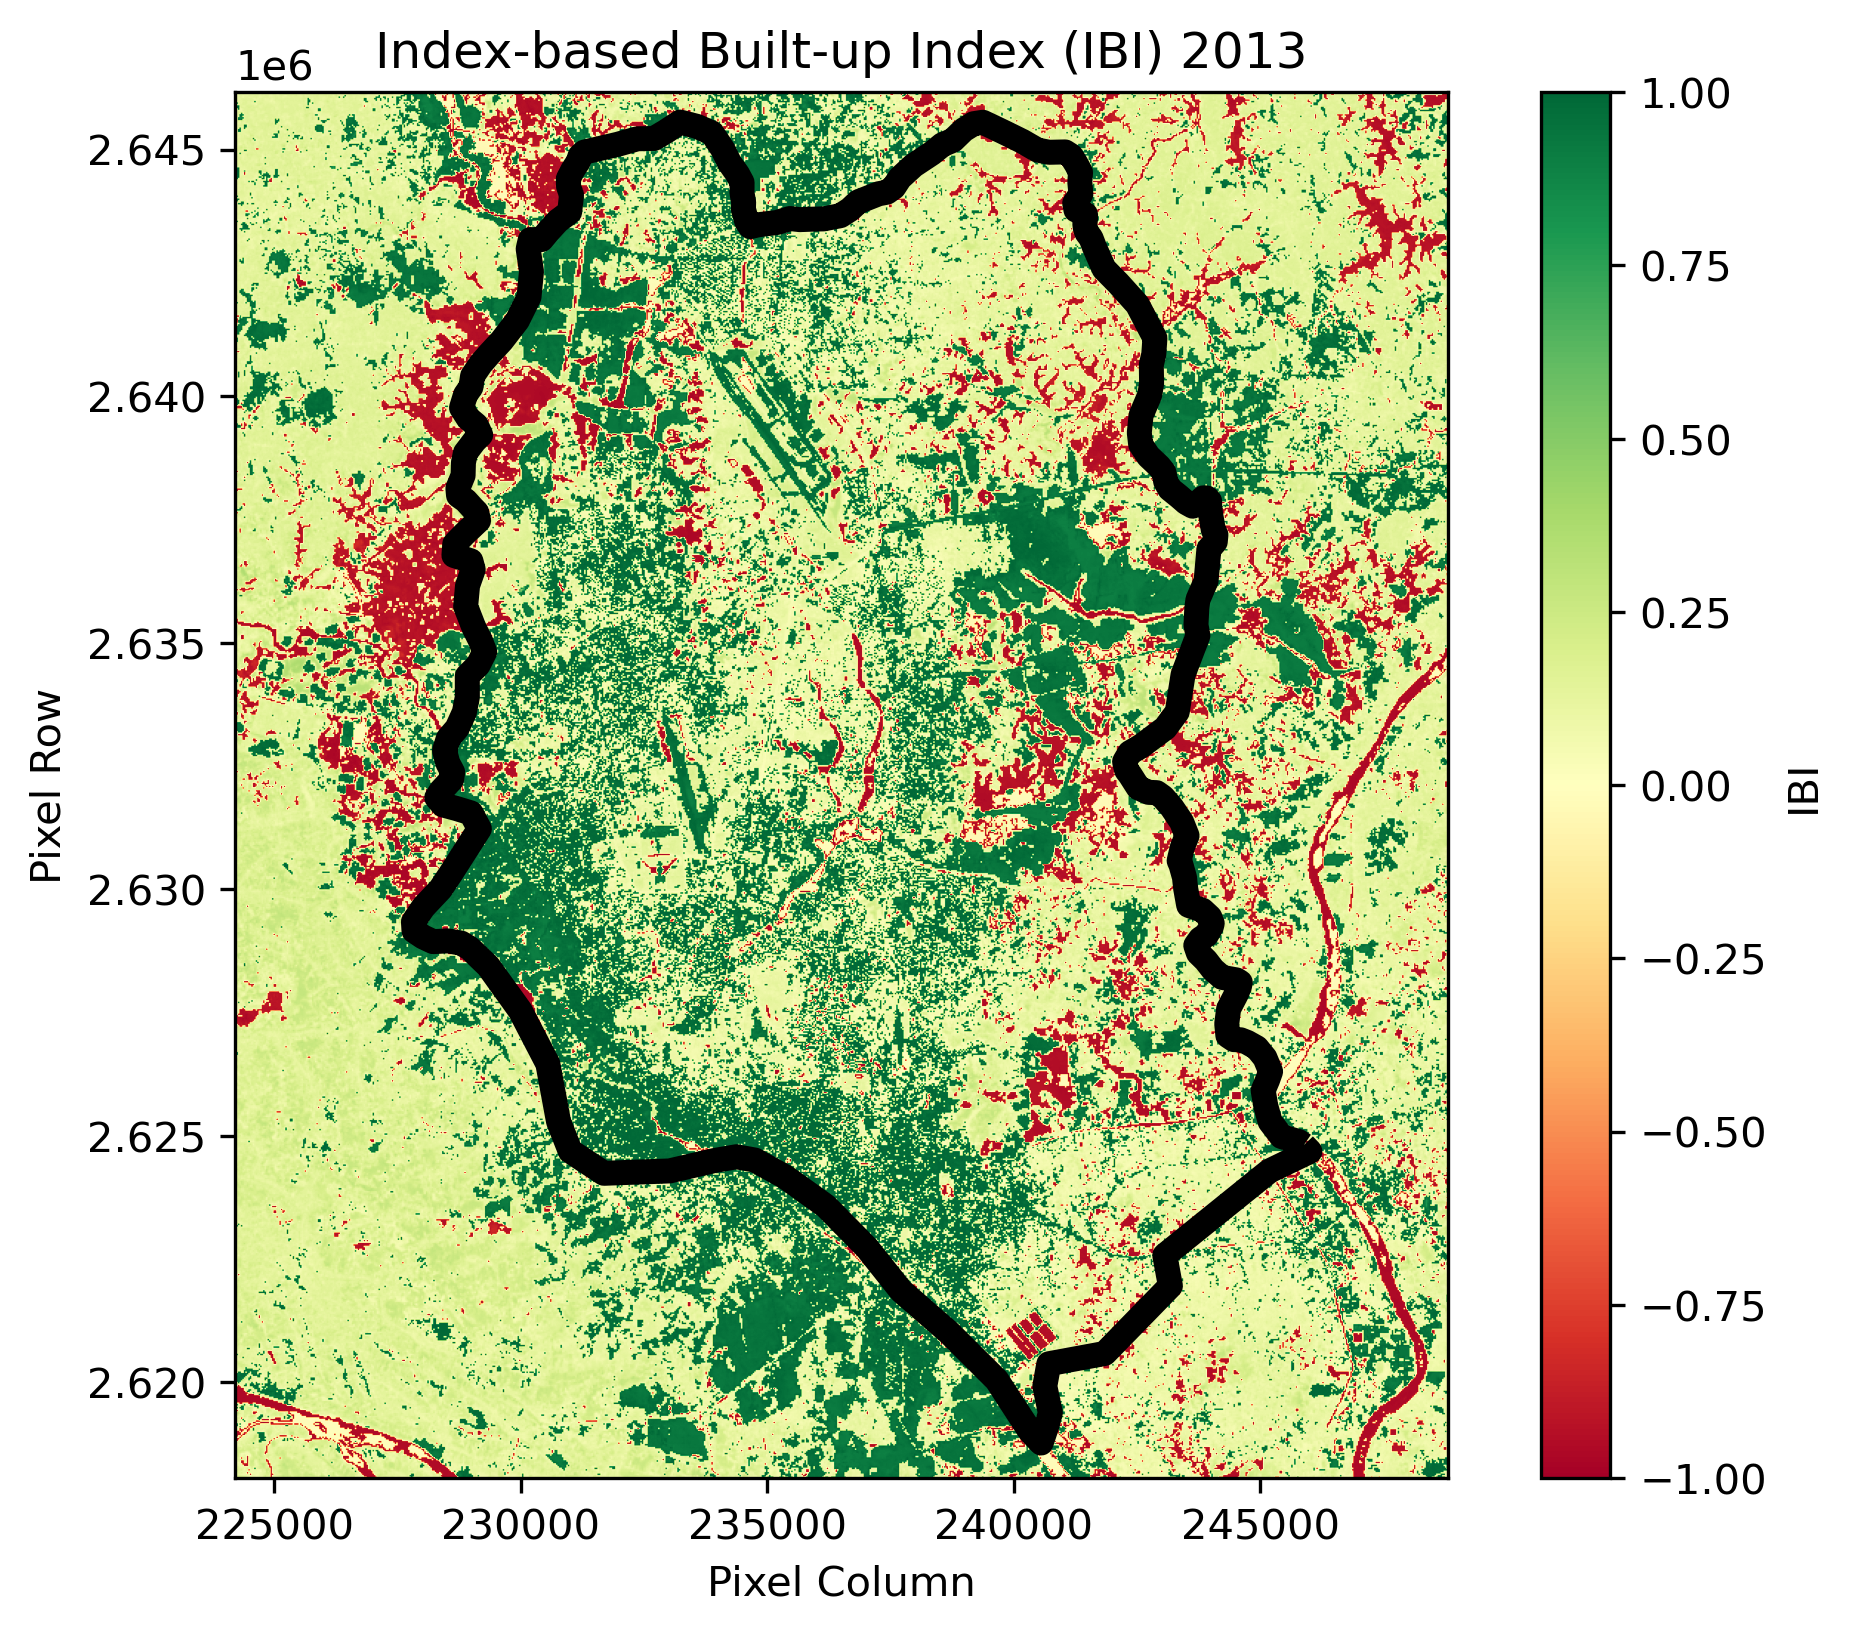 Index-based Built-up Index (IBI) 2013
1e6
2.645
2.640
2.635
2.630
2.625
2.620
Pixel Row
225000 230000 235000 240000 245000
Pixel Column
1.00
0.75
0.50
0.25
0.00
−0.25
−0.50
−0.75
−1.00
IBI